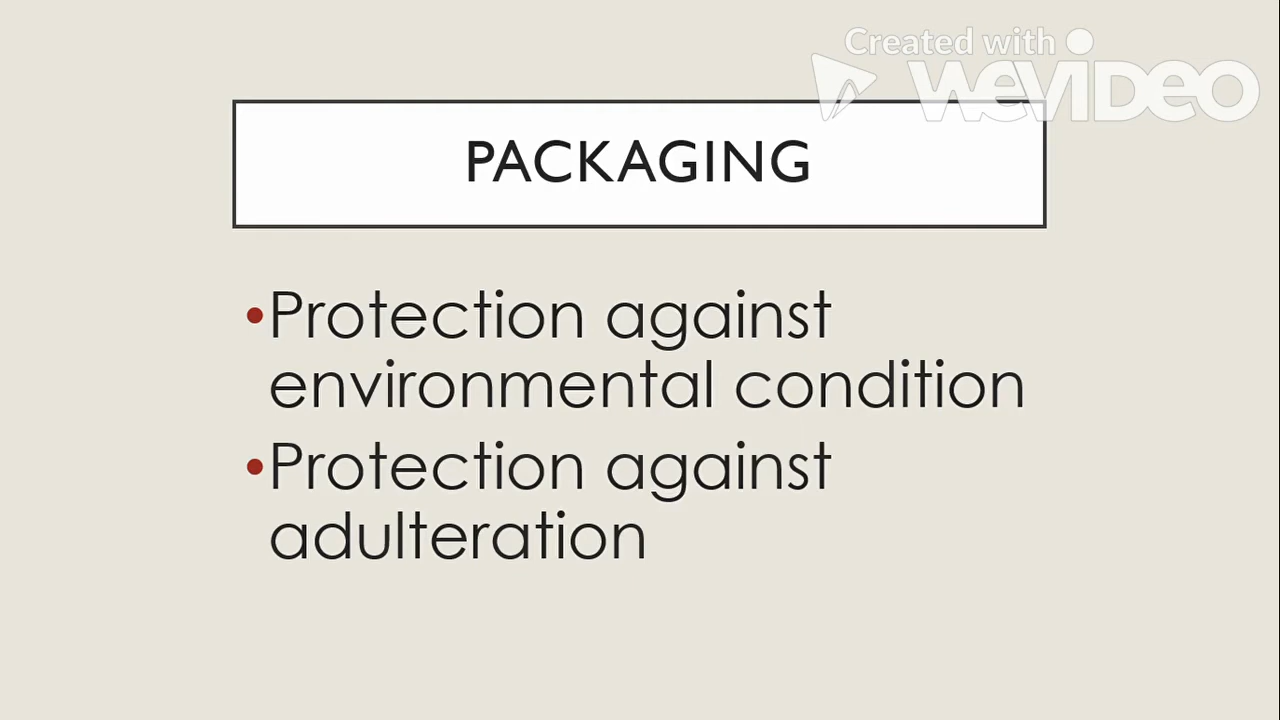 Created with
WeVideo
PACKAGING
•Protection against
environmental condition
•Protection against
adulteration